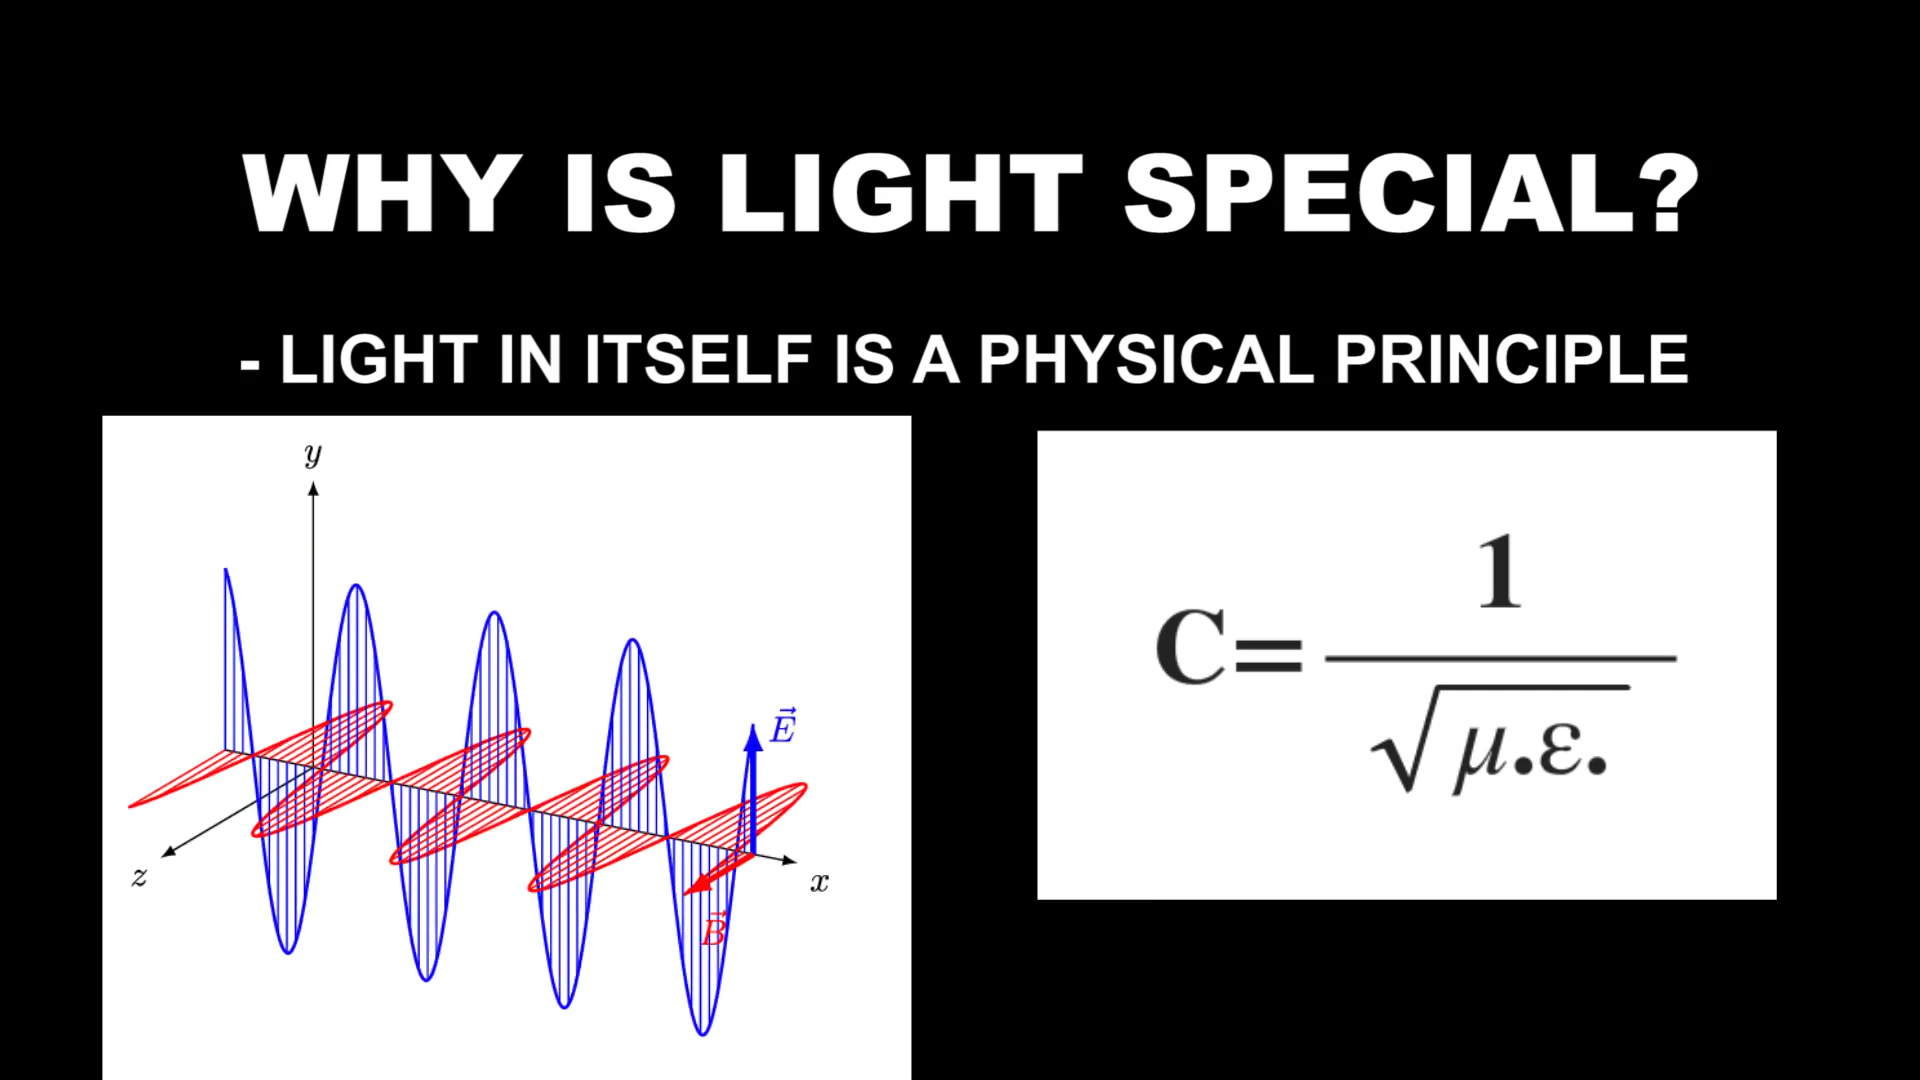 WHY IS LIGHT SPECIAL?
- LIGHT IN ITSELF IS A PHYSICAL PRINCIPLE
y
z
x
E⃗
B⃗
C= 1
√μ.ε.